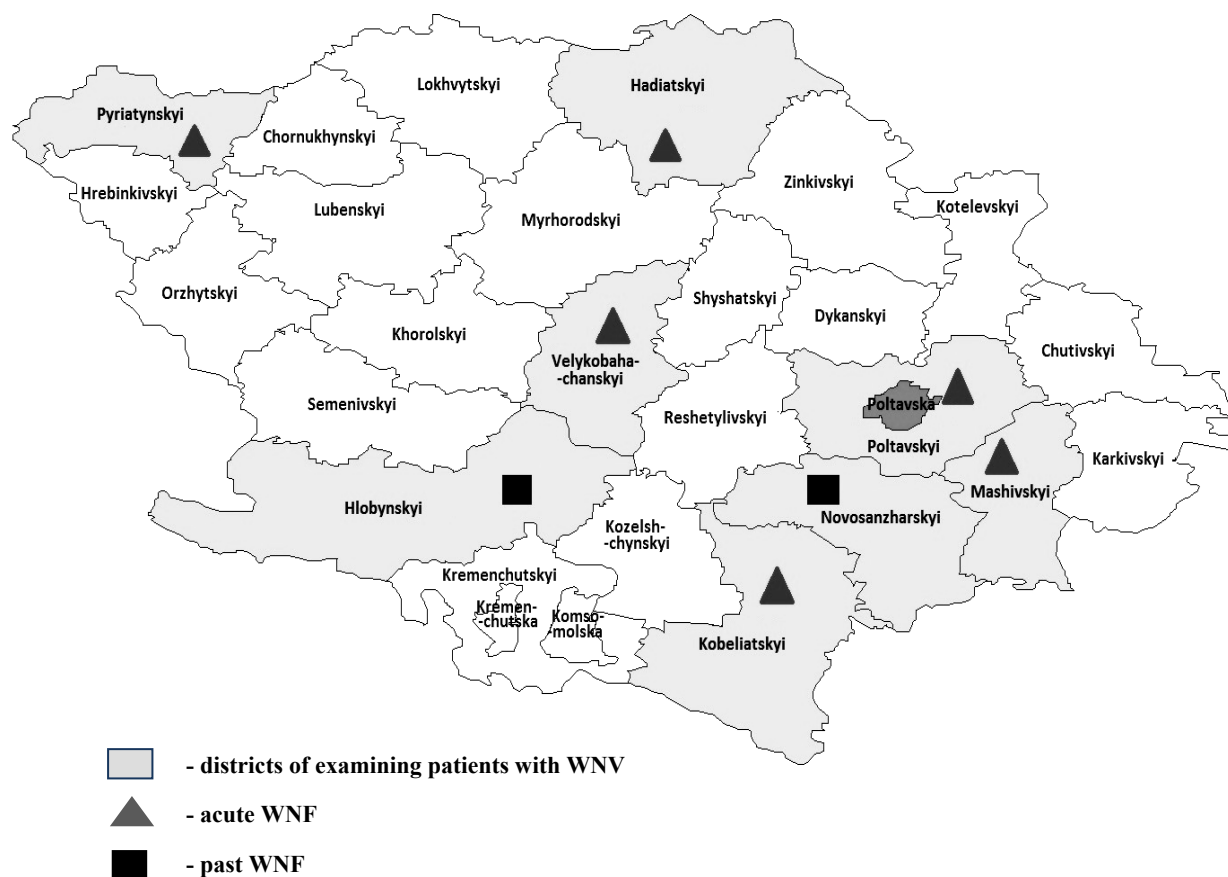 Lokhvytskyi
Hadiatskyi
Pyriatynskyi
Chornukhynskyi
Zinkivskyi
Hrebinkivskyi
Lubenskyi
Myrhorodskyi
Kotelevskyi
Orzhytskyi
Shyshatskyi
Khorolskyi
Dykanskyi
Chutivskyi
Velykobaha-
-chanskyi
Semenivskyi
Poltavska
Reshetylivskyi
Poltavskyi
Karkivskyi
Mashivskyi
Hlobynskyi
Novosanzharskyi
Kozelsh-
-chynskyi
Kremenchutskyi
Kremen-
-chutska
Komso-
-molska
Kobeliatskyi
- districts of examining patients with WNV
- acute WNF
- past WNF